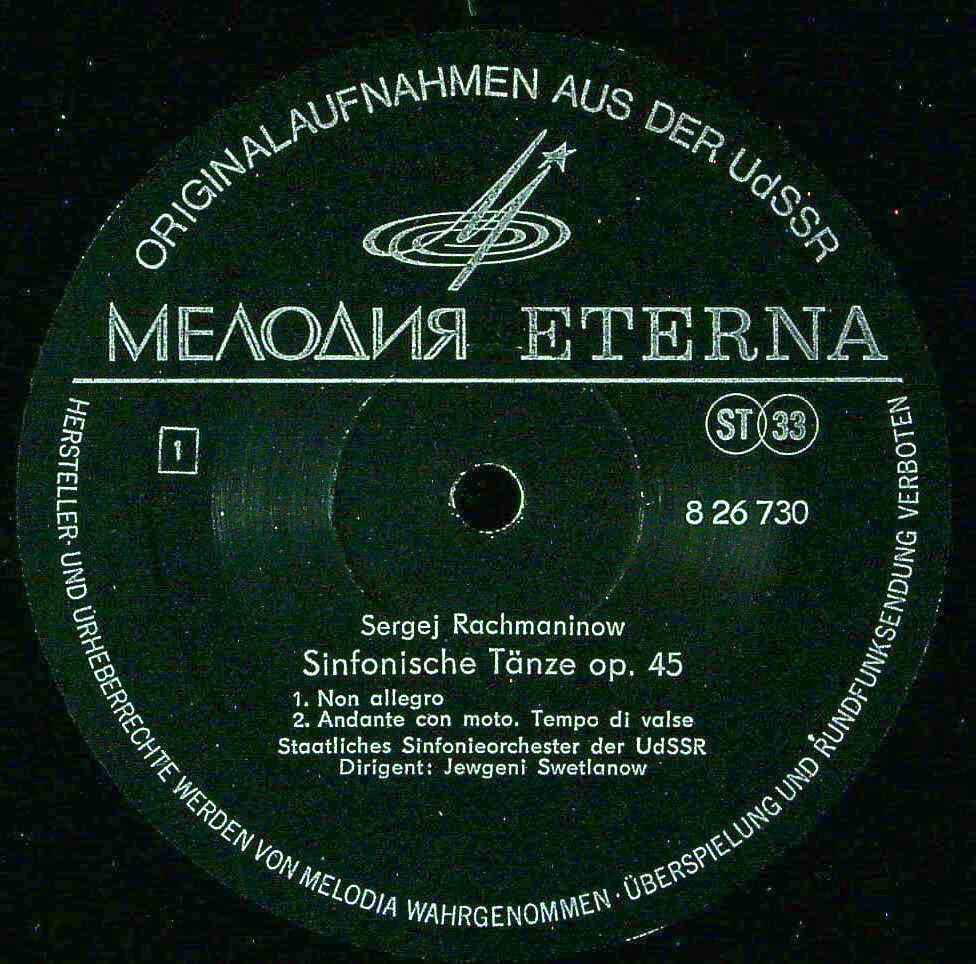 ORIGINALAUFNAHMEN AUS DER UdSSR
МЕЛОДИЯ ETERNA
1
ST 33
8 26 730
Sergej Rachmaninow
Sinfonische Tänze op. 45
1. Non allegro
2. Andante con moto. Tempo di valse
Staatliches Sinfonieorchester der UdSSR
Dirigent: Jewgeni Swetlanow
HERSTELLER- UND URHEBERRECHTE WERDEN VON MELODIA WAHRGENOMMEN · ÜBERSPIELUNG UND RUNDFUNKSENDUNG VERBOTEN